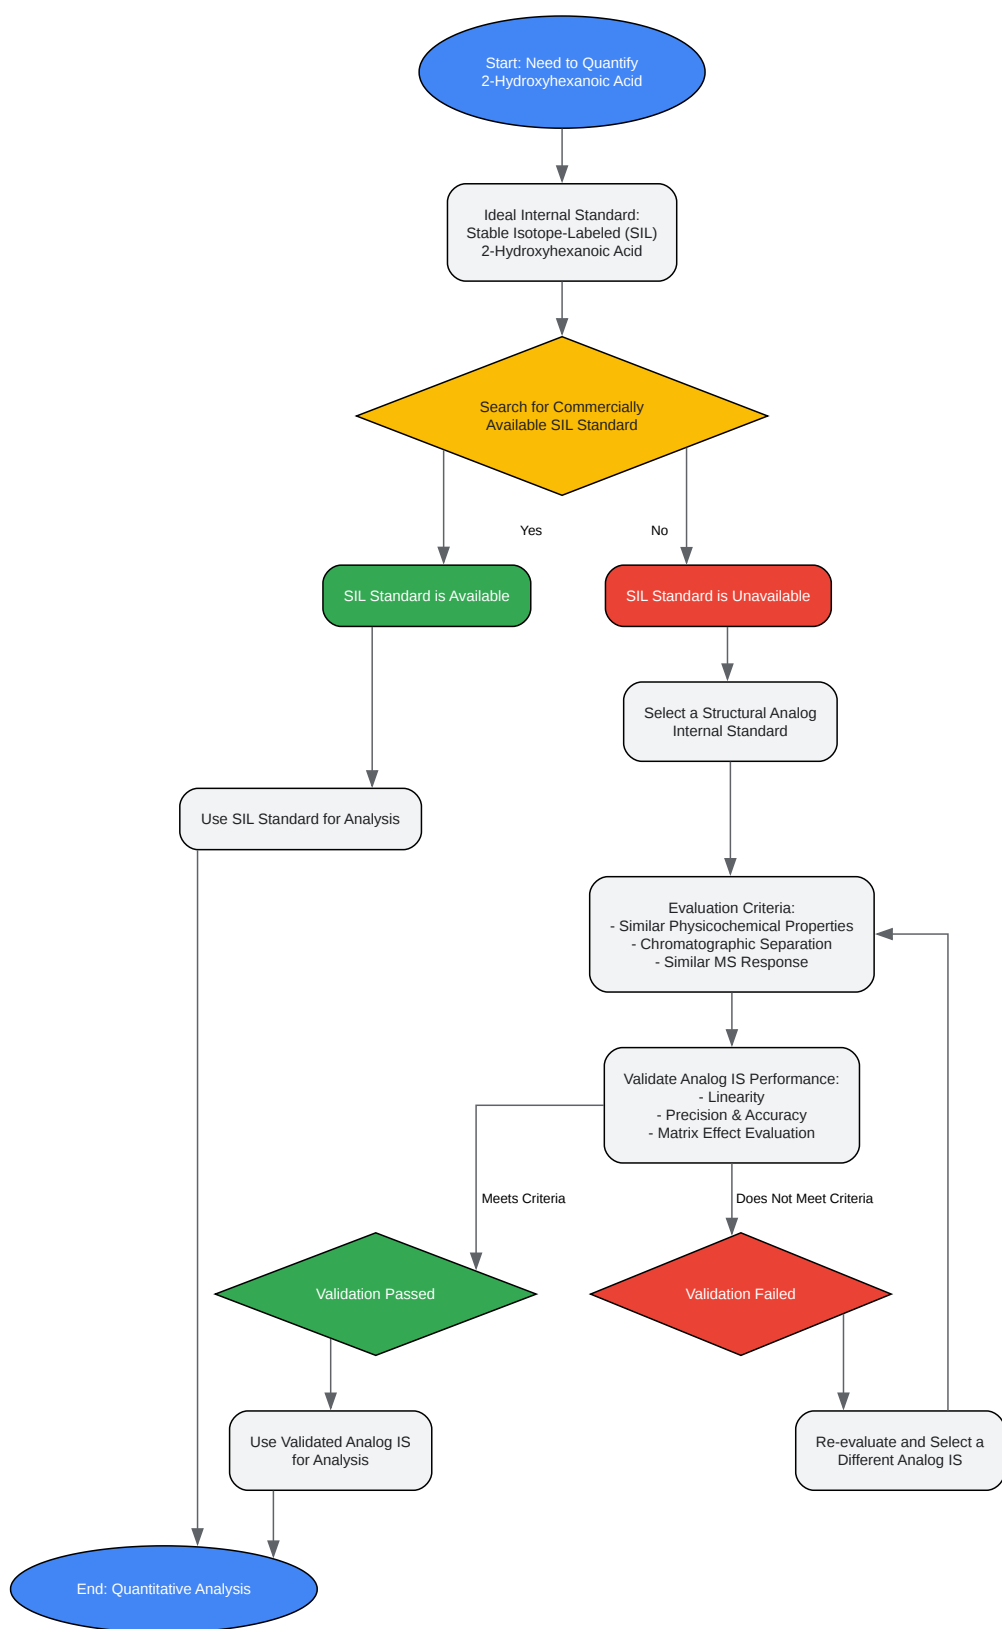 Start: Need to Quantify
2-Hydroxyhexanoic Acid
Ideal Internal Standard:
Stable Isotope-Labeled (SIL)
2-Hydroxyhexanoic Acid
Search for Commercially
Available SIL Standard
Yes
No
SIL Standard is Available
SIL Standard is Unavailable
Select a Structural Analog
Internal Standard
Use SIL Standard for Analysis
Evaluation Criteria:
- Similar Physicochemical Properties
- Chromatographic Separation
- Similar MS Response
Validate Analog IS Performance:
- Linearity
- Precision & Accuracy
- Matrix Effect Evaluation
Meets Criteria
Does Not Meet Criteria
Validation Passed
Validation Failed
Use Validated Analog IS
for Analysis
Re-evaluate and Select a
Different Analog IS
End: Quantitative Analysis